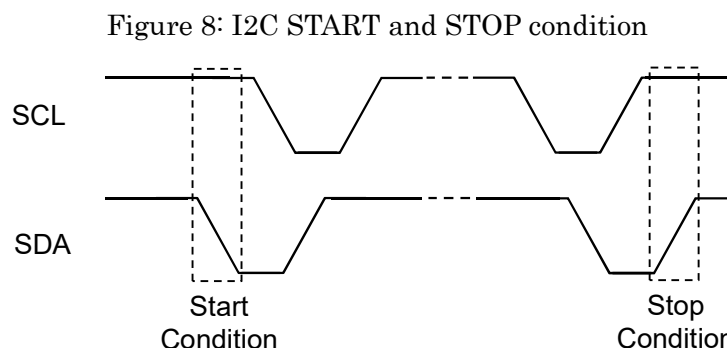 Figure 8: I2C START and STOP condition
SCL
SDA
Start
Condition
Stop
Condition